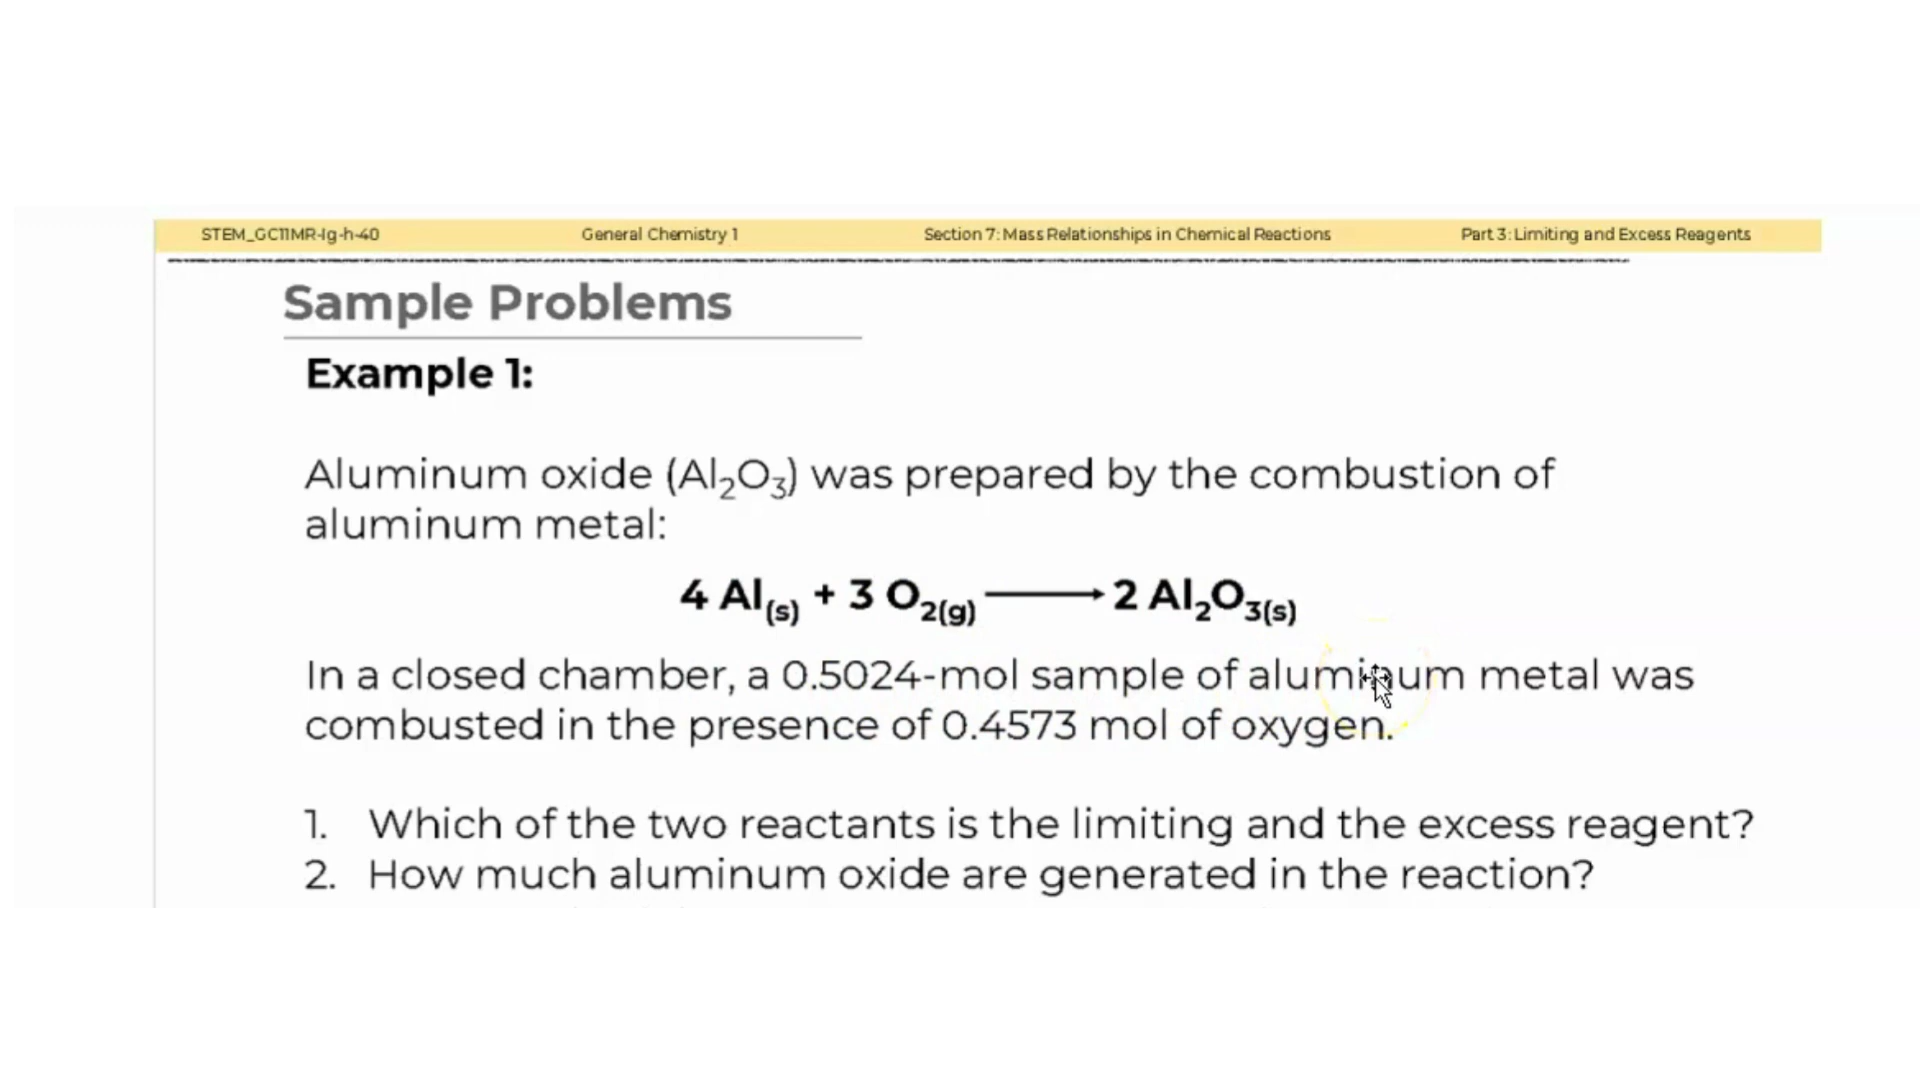 STEM_GC11MR-Ig-h-40 General Chemistry 1 Section 7: Mass Relationships in Chemical Reactions Part 3: Limiting and Excess Reagents
Sample Problems
Example 1:
Aluminum oxide (Al₂O₃) was prepared by the combustion of
aluminum metal:
4 Al₍s₎ + 3 O₂(g) ⟶ 2 Al₂O₃(s)
In a closed chamber, a 0.5024-mol sample of aluminum metal was
combusted in the presence of 0.4573 mol of oxygen.
1. Which of the two reactants is the limiting and the excess reagent?
2. How much aluminum oxide are generated in the reaction?